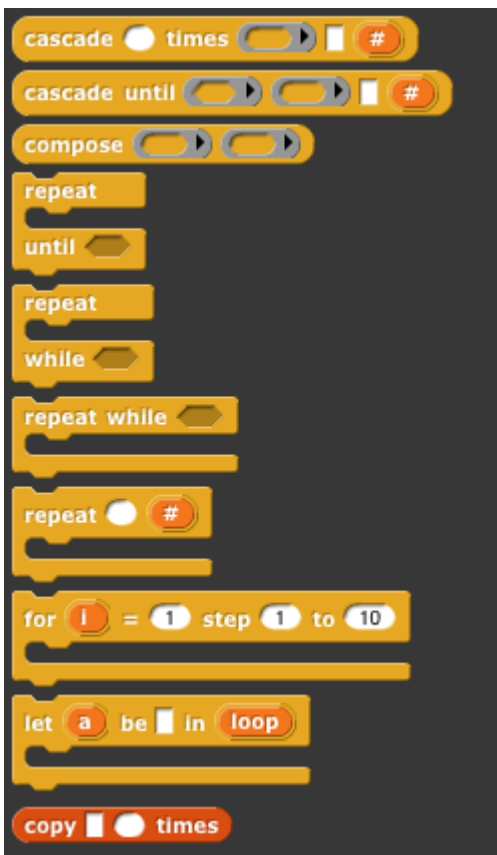 cascade times #
cascade until #
compose
repeat
until
repeat
while
repeat while
repeat #
for i = 1 step 1 to 10
let a be in loop
copy times